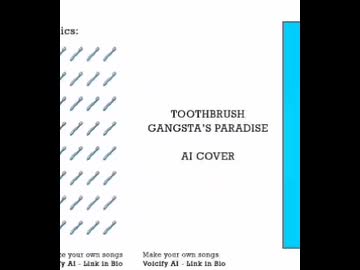 ics:
TOOTHBRUSH
GANGSTA'S PARADISE
AI COVER
ke your own songs
fy AI - Link in Bio
Make your own songs
Voicify AI - Link in Bio